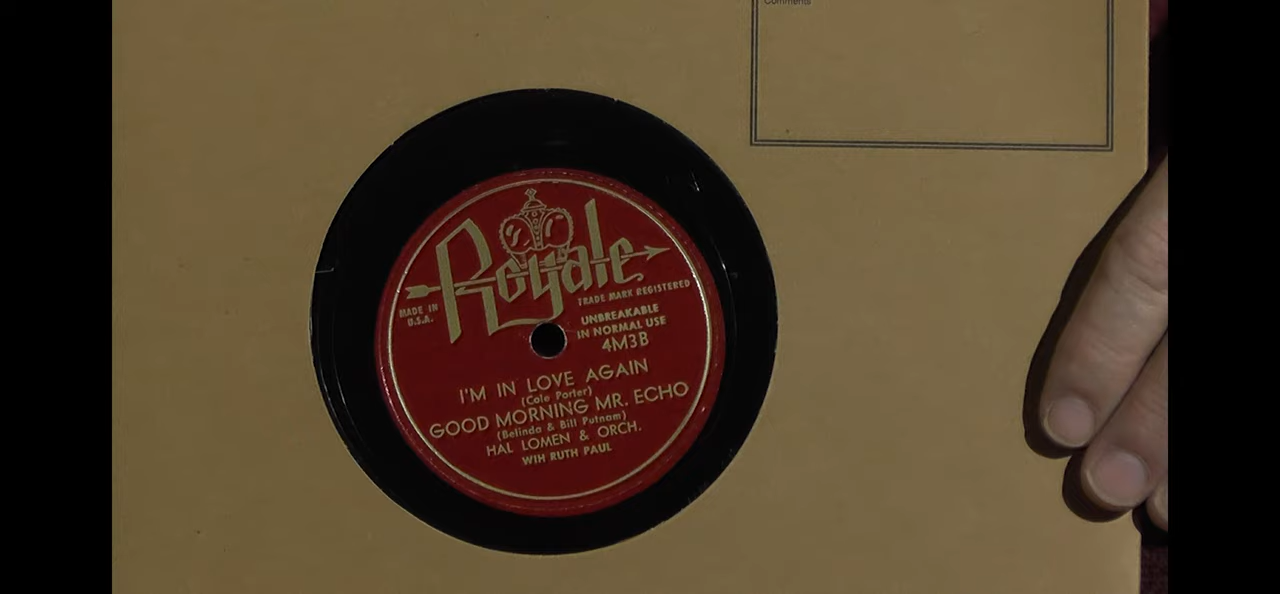 Comments
Royale
MADE IN
U.S.A.
TRADE MARK REGISTERED
UNBREAKABLE
IN NORMAL USE
4M3B
I'M IN LOVE AGAIN
(Cole Porter)
GOOD MORNING MR. ECHO
(Belinda & Bill Putnam)
HAL LOMEN & ORCH.
WIH RUTH PAUL